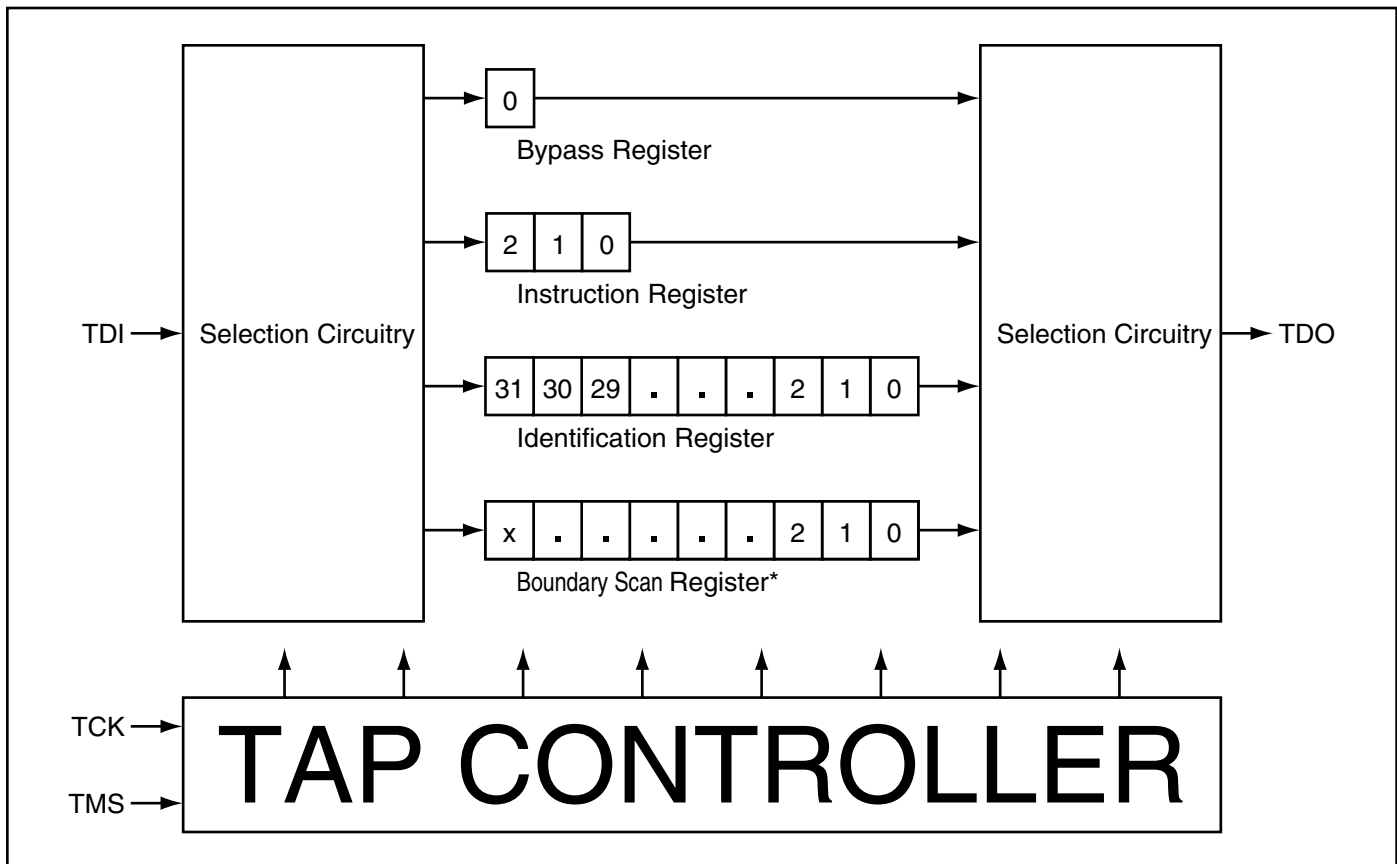 0
Bypass Register
2 1 0
Instruction Register
TDI
Selection Circuitry
Selection Circuitry
TDO
31 30 29 . . . 2 1 0
Identification Register
x . . . . . 2 1 0
Boundary Scan Register*
TCK
TMS
TAP CONTROLLER